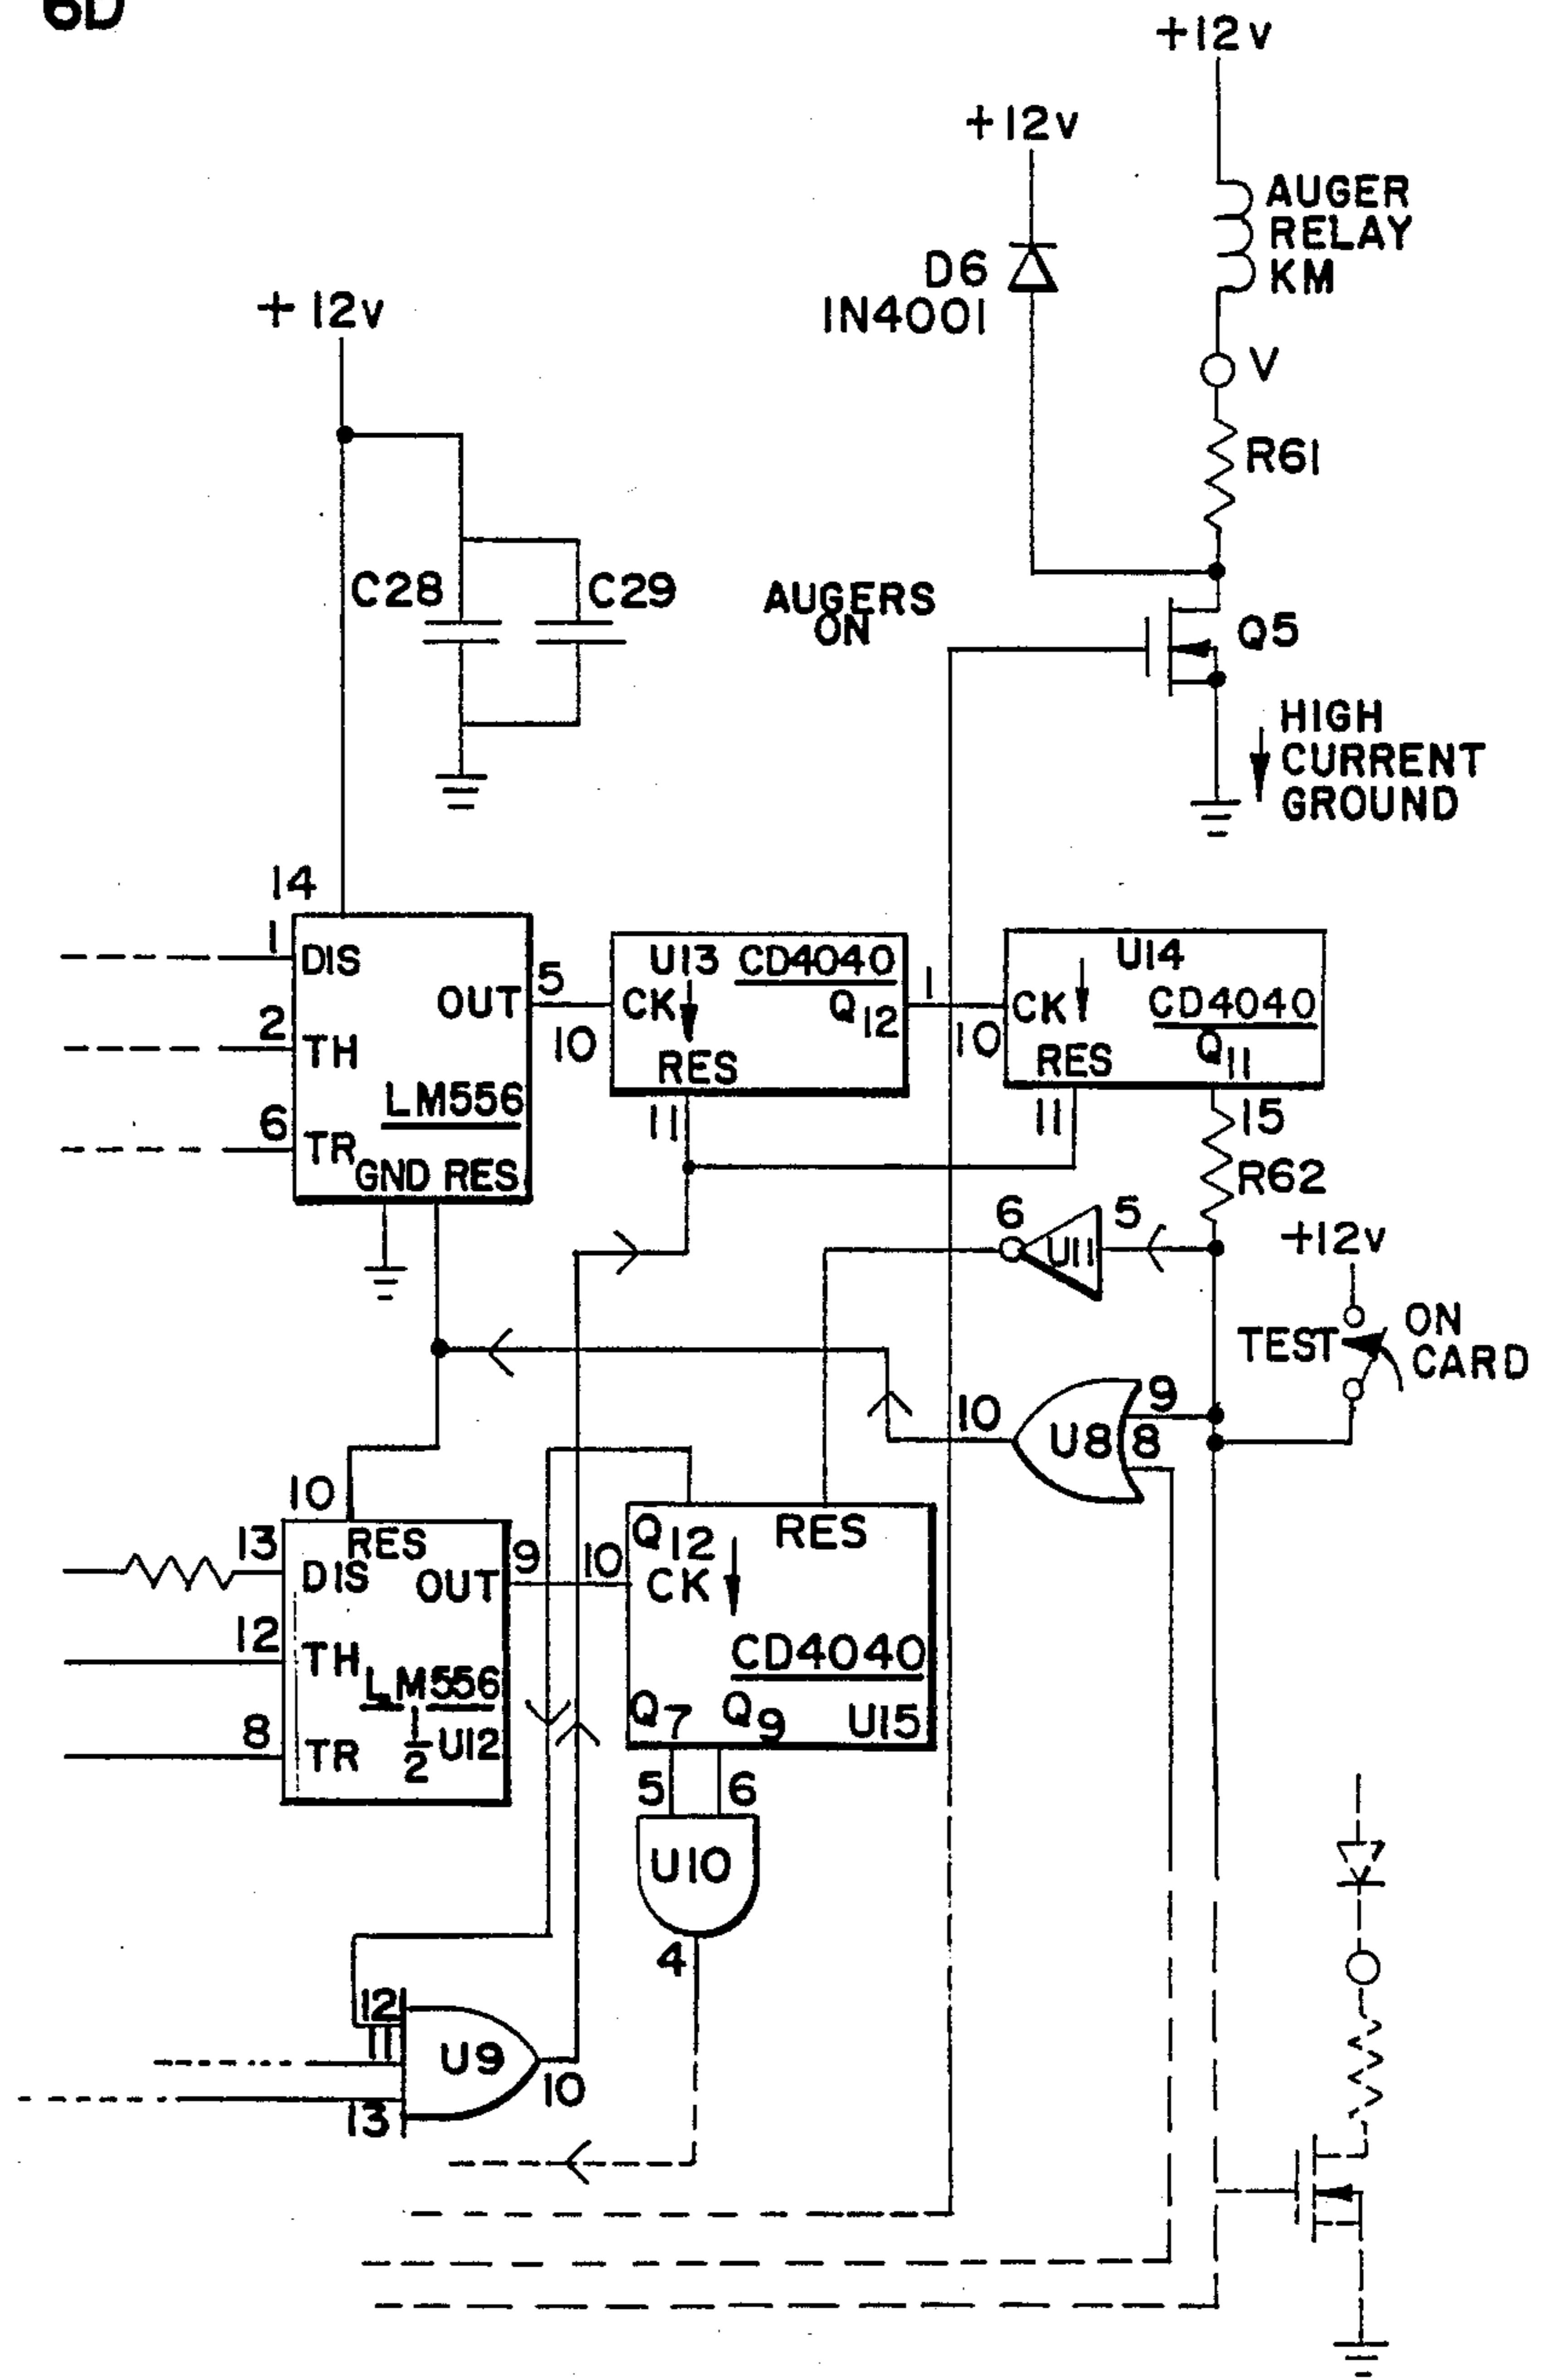 6D
+12v
+12v
AUGER
RELAY
KM
D6
1N4001
+12v
V
R61
C28
C29
AUGERS
ON
Q5
HIGH
CURRENT
GROUND
14
1
DIS
OUT
5
2
TH
LM556
6
TR
GND RES
10
U13 CD4040
CK
Q12
RES
11
1
10
U14
CK
CD4040
Q11
RES
11
15
R62
6
5
U11
+12v
TEST
ON
CARD
10
U8
9
8
10
13
RES
DIS
OUT
9
12
TH
LM556
1/2 U12
8
TR
10
Q12
RES
CK
CD4040
Q7
Q9
U15
5
6
U10
4
12
11
U9
13
10